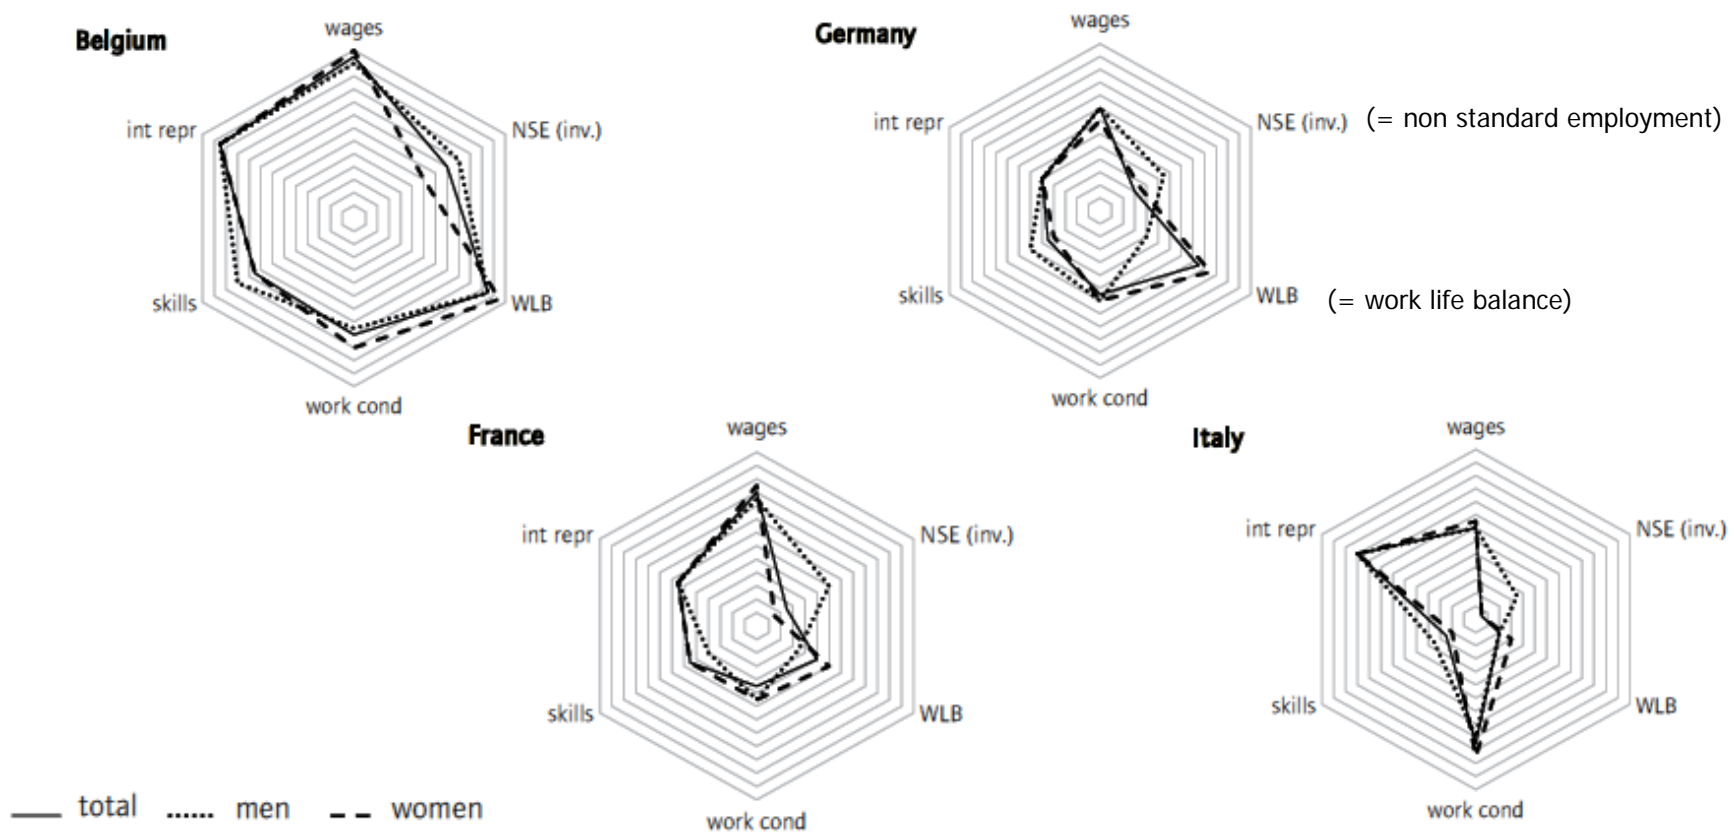 Belgium
wages
int repr
NSE (inv.)
skills
WLB
work cond
Germany
wages
int repr
NSE (inv.) (= non standard employment)
skills
WLB (= work life balance)
work cond
France
wages
int repr
NSE (inv.)
skills
WLB
work cond
Italy
wages
int repr
NSE (inv.)
skills
WLB
work cond
total men women